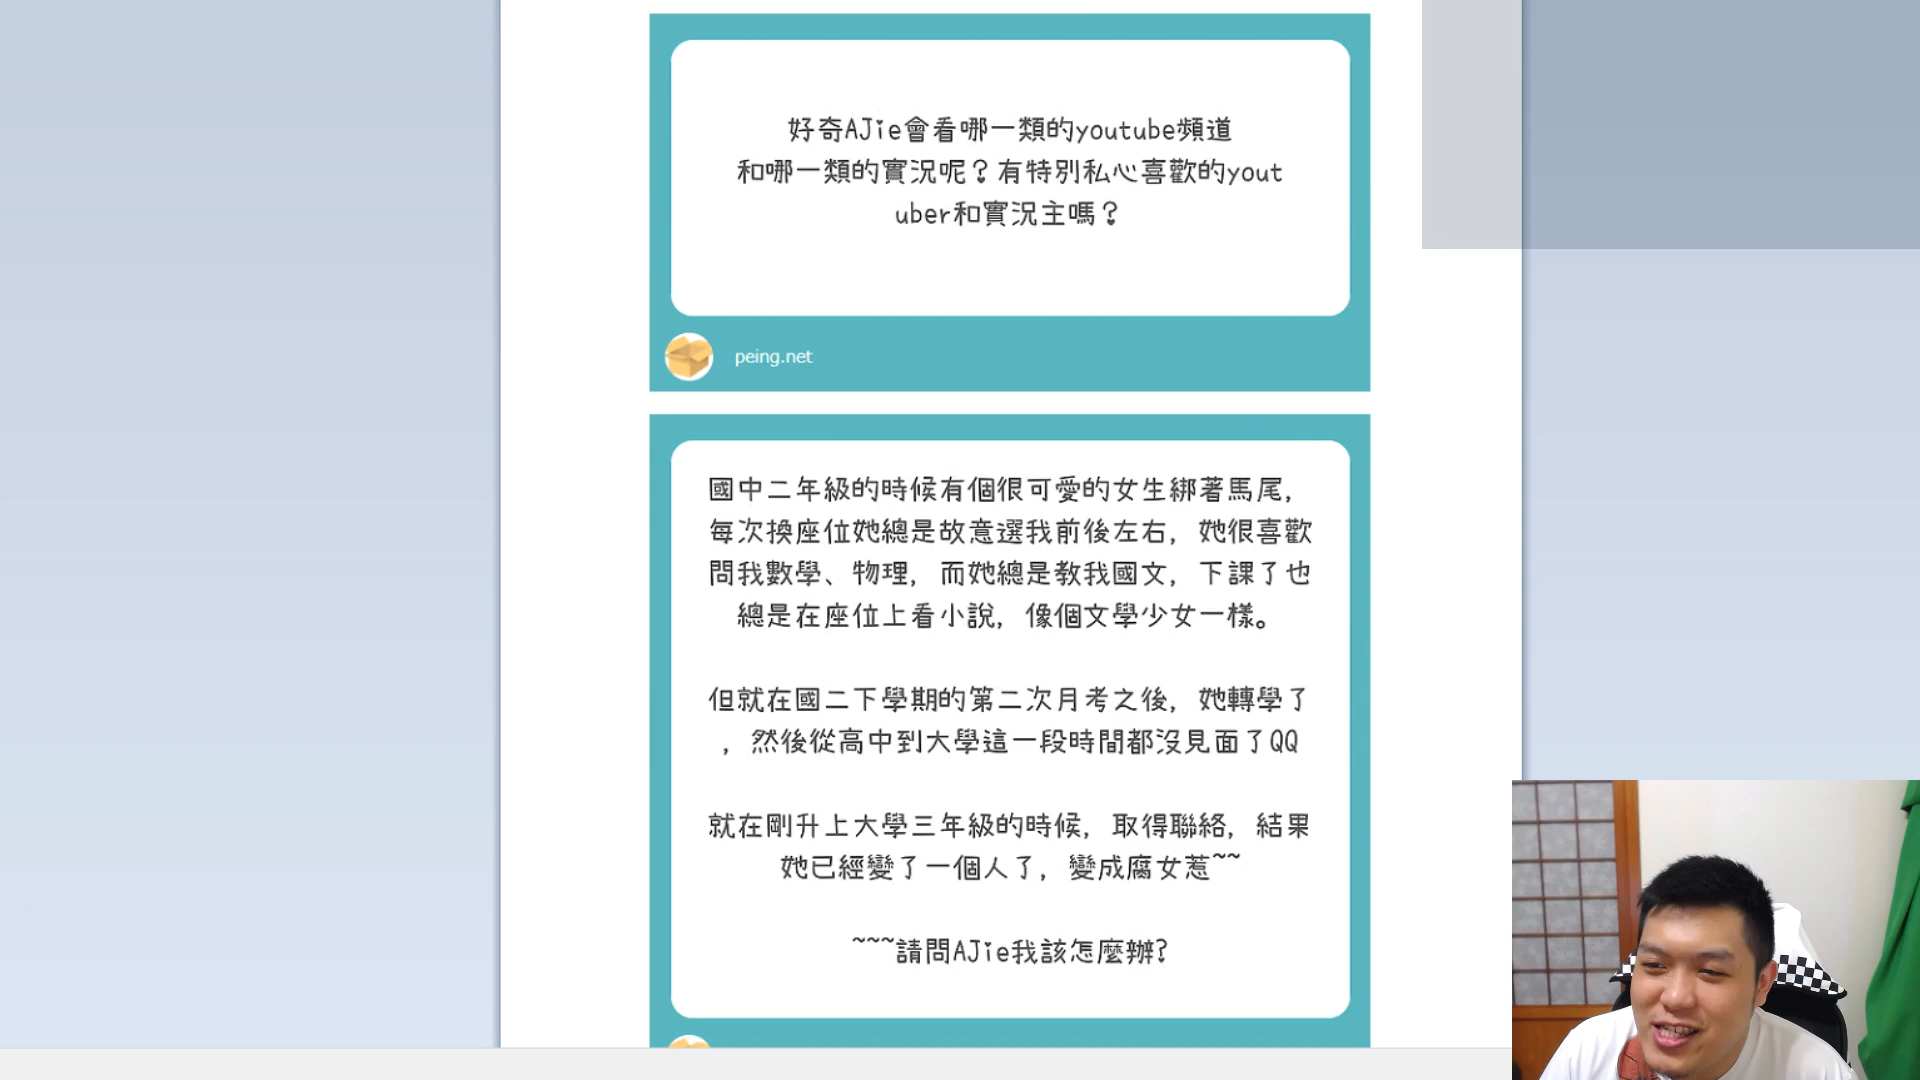 好奇AJie會看哪一類的youtube頻道
和哪一類的實況呢？有特別私心喜歡的yout
uber和實況主嗎？
peing.net
國中二年級的時候有個很可愛的女生綁著馬尾，
每次換座位她總是故意選我前後左右，她很喜歡
問我數學、物理，而她總是教我國文，下課了也
總是在座位上看小說，像個文學少女一樣。
但就在國二下學期的第二次月考之後，她轉學了
，然後從高中到大學這一段時間都沒見面了QQ
就在剛升上大學三年級的時候，取得聯絡，結果
她已經變了一個人了，變成腐女惹~~
~~~請問AJie我該怎麼辦?